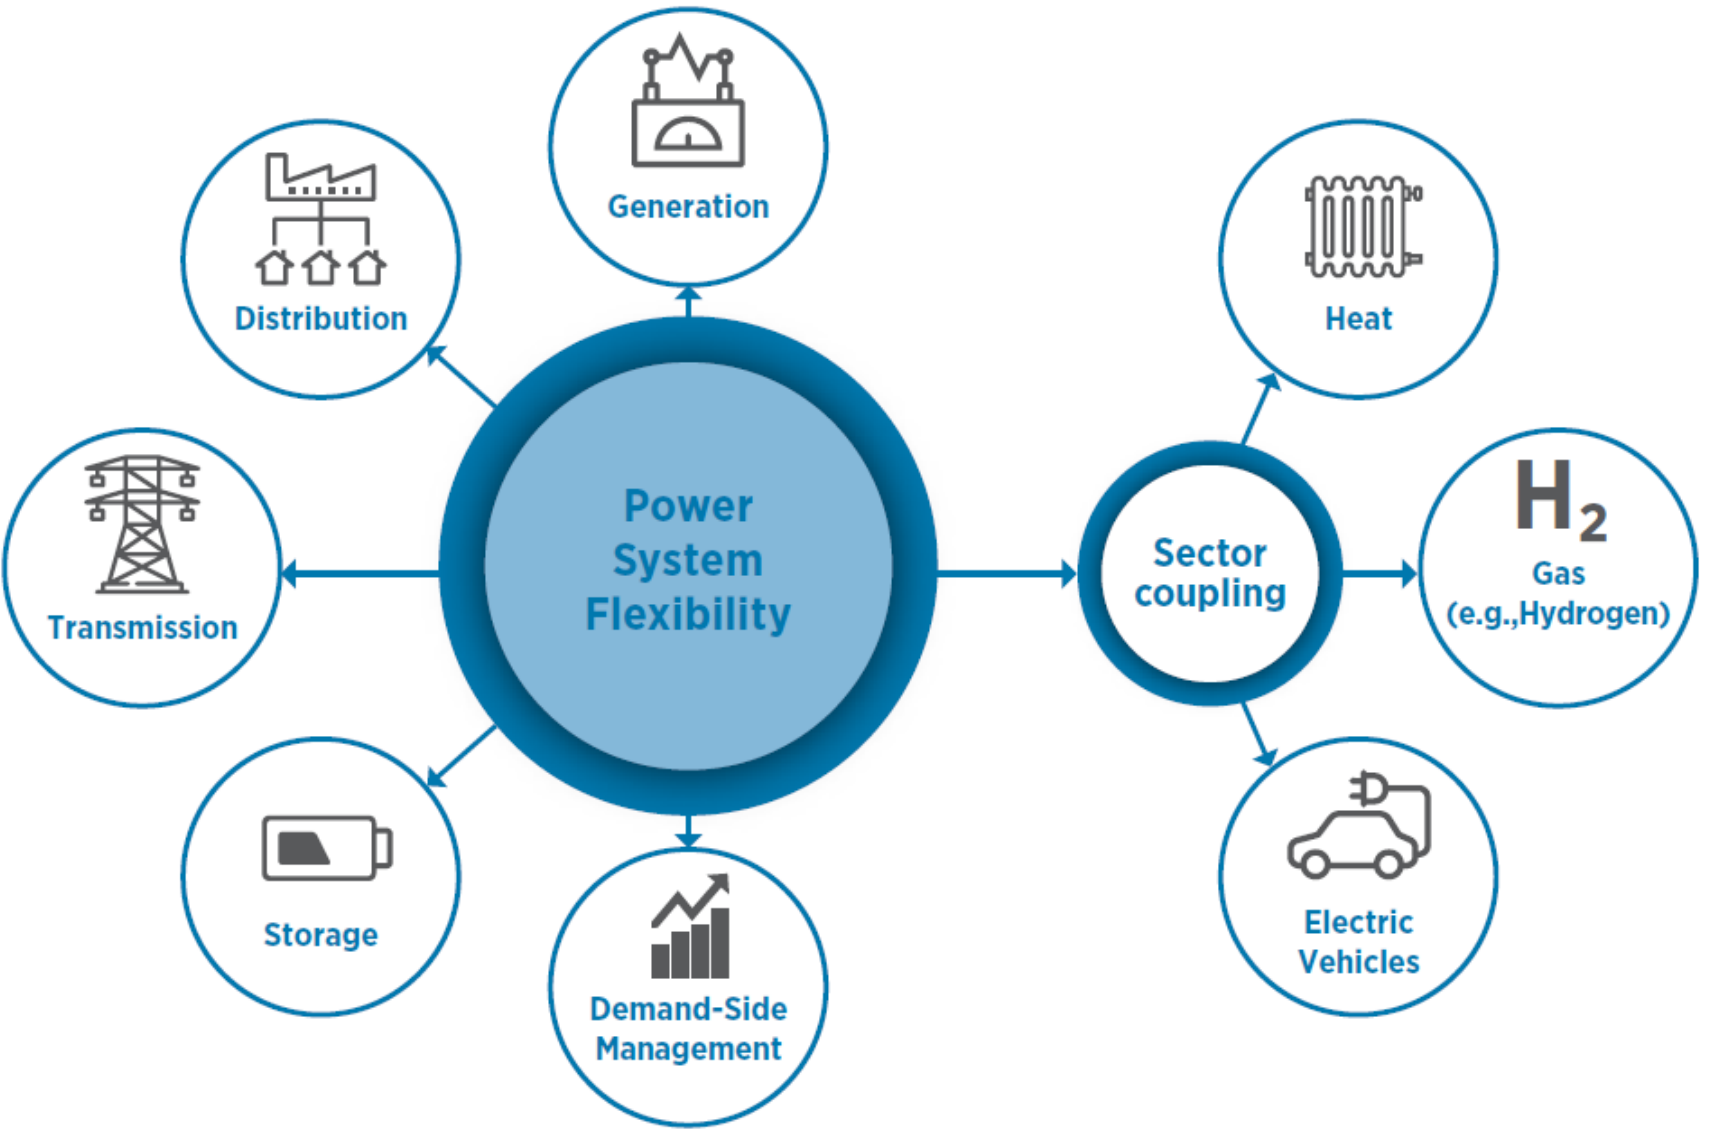 Generation
Distribution
Transmission
Storage
Demand-Side
Management
Power
System
Flexibility
Sector
coupling
Heat
H2
Gas
(e.g.,Hydrogen)
Electric
Vehicles